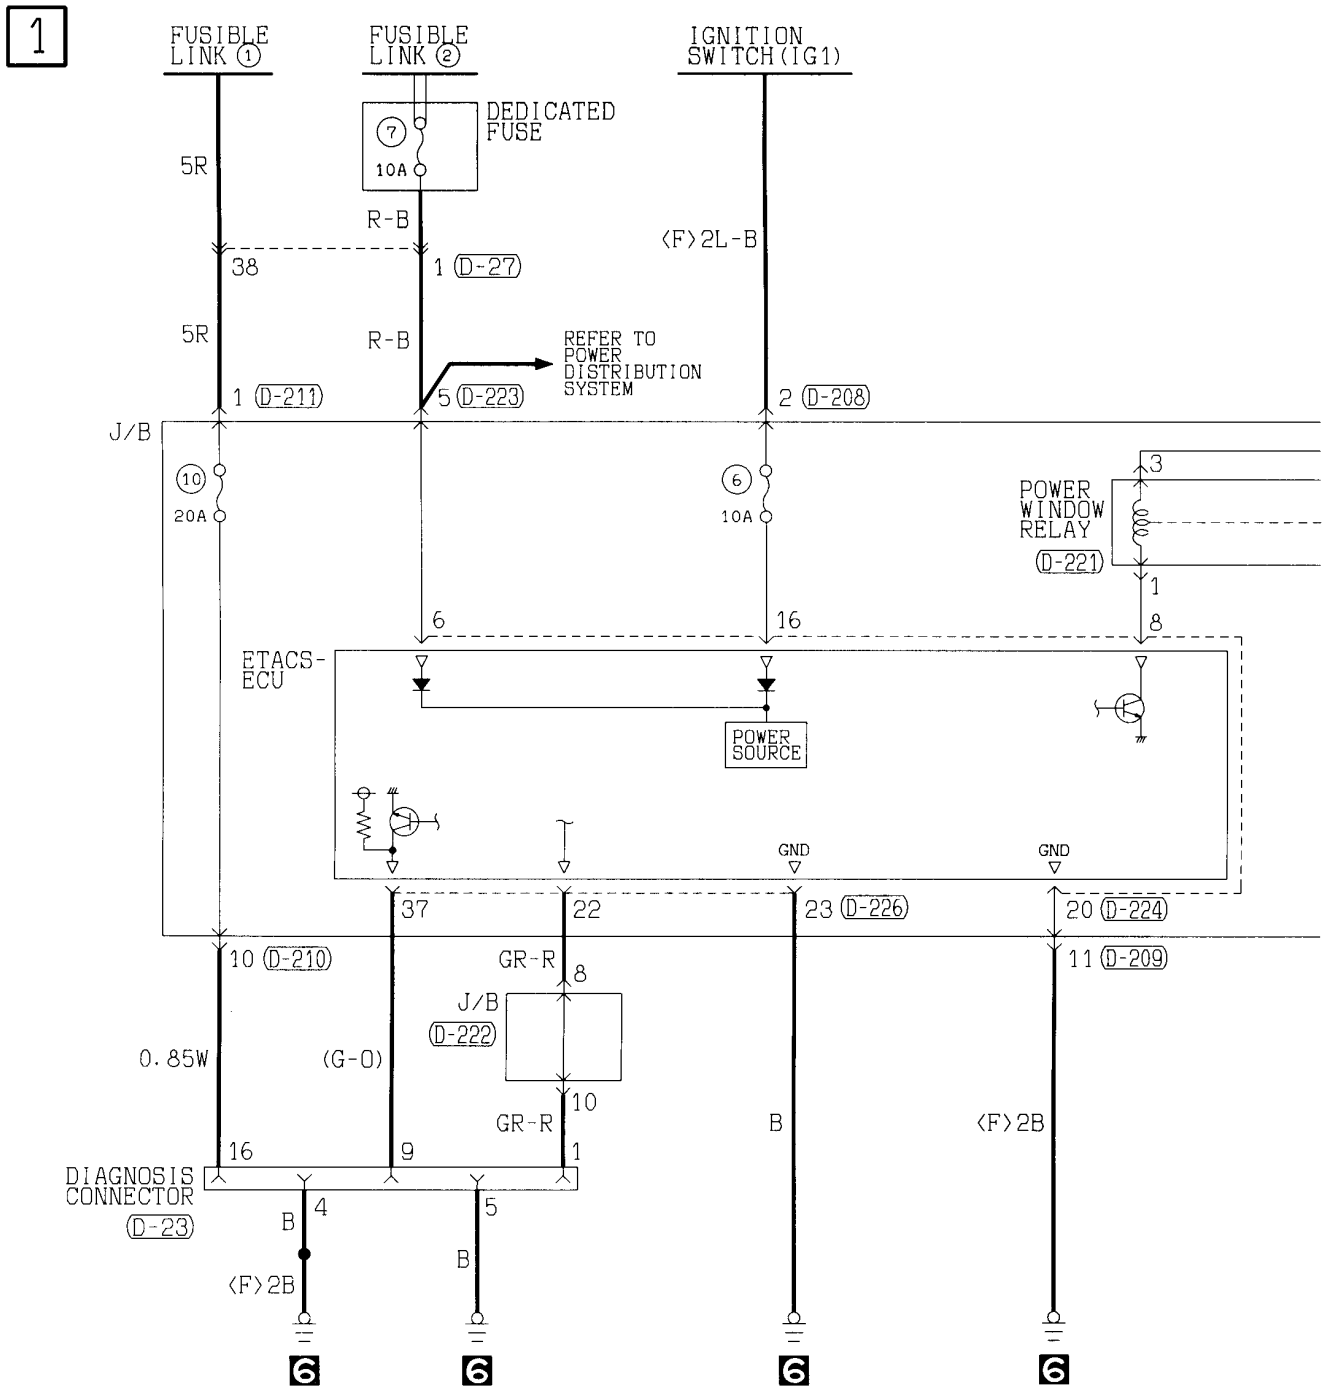 1
FUSIBLE
LINK ①
FUSIBLE
LINK ②
IGNITION
SWITCH(IG1)
DEDICATED
FUSE
⑦
10A
5R
R-B
〈F〉2L-B
38
1 (D-27)
5R
R-B
REFER TO
POWER
DISTRIBUTION
SYSTEM
1 (D-211)
5 (D-223)
2 (D-208)
J/B
⑩
20A
⑥
10A
3
POWER
WINDOW
RELAY
(D-221)
1
6
16
8
ETACS-
ECU
POWER
SOURCE
GND
GND
37
22
23 (D-226)
20 (D-224)
10 (D-210)
GR-R
8
11 (D-209)
J/B
(D-222)
0.85W
(G-O)
10
GR-R
B
〈F〉2B
16
9
1
DIAGNOSIS
CONNECTOR
(D-23)
4
5
B
B
〈F〉2B
6
6
6
6